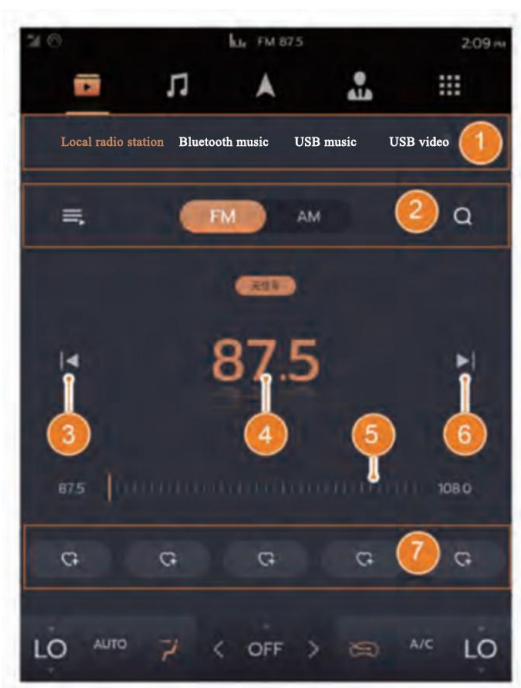 FM 87.5
2:09 PM
Local radio station Bluetooth music USB music USB video 1
FM AM 2
87.5
3 4 5 6
87.5 108.0
7
LO AUTO OFF A/C LO